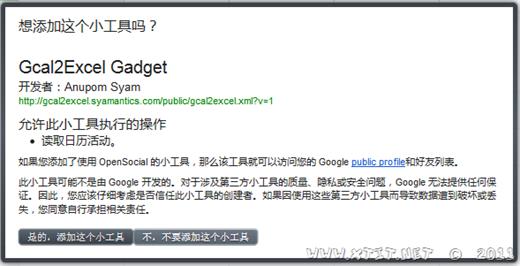 想添加这个小工具吗？
Gcal2Excel Gadget
开发者：Anupom Syam
http://gcal2excel.syamantics.com/public/gcal2excel.xml?v=1
允许此小工具执行的操作
• 读取日历活动。
如果您添加了使用 OpenSocial 的小工具，那么该工具就可以访问您的 Google public profile和好友列表。
此小工具可能不是由 Google 开发的。对于涉及第三方小工具的质量、隐私或安全问题，Google 无法提供任何保
证。因此，您应该仔细考虑是否信任此小工具的创建者。如果因使用这些第三方小工具而导致数据遭到破坏或丢
失，您同意自行承担相关责任。
是的，添加这个小工具 不，不要添加这个小工具
WWW.XTIT.NET © 2011